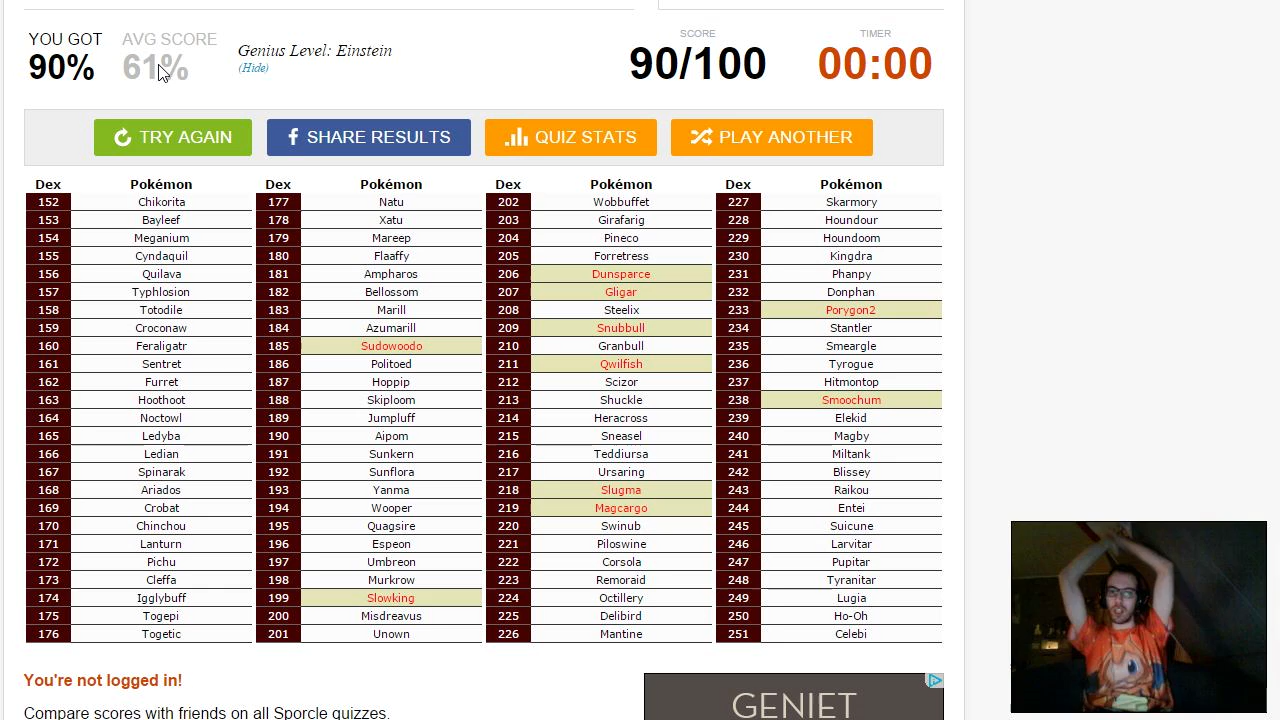 YOU GOT AVG SCORE SCORE TIMER
90% 61% Genius Level: Einstein 90/100 00:00
(Hide)
TRY AGAIN SHARE RESULTS QUIZ STATS PLAY ANOTHER
Dex Pokémon Dex Pokémon Dex Pokémon Dex Pokémon
152 Chikorita 177 Natu 202 Wobbuffet 227 Skarmory
153 Bayleef 178 Xatu 203 Girafarig 228 Houndour
154 Meganium 179 Mareep 204 Pineco 229 Houndoom
155 Cyndaquil 180 Flaaffy 205 Forretress 230 Kingdra
156 Quilava 181 Ampharos 206 Dunsparce 231 Phanpy
157 Typhlosion 182 Bellossom 207 Gligar 232 Donphan
158 Totodile 183 Marill 208 Steelix 233 Porygon2
159 Croconaw 184 Azumarill 209 Snubbull 234 Stantler
160 Feraligatr 185 Sudowoodo 210 Granbull 235 Smeargle
161 Sentret 186 Politoed 211 Qwilfish 236 Tyrogue
162 Furret 187 Hoppip 212 Scizor 237 Hitmontop
163 Hoothoot 188 Skiploom 213 Shuckle 238 Smoochum
164 Noctowl 189 Jumpluff 214 Heracross 239 Elekid
165 Ledyba 190 Aipom 215 Sneasel 240 Magby
166 Ledian 191 Sunkern 216 Teddiursa 241 Miltank
167 Spinarak 192 Sunflora 217 Ursaring 242 Blissey
168 Ariados 193 Yanma 218 Slugma 243 Raikou
169 Crobat 194 Wooper 219 Magcargo 244 Entei
170 Chinchou 195 Quagsire 220 Swinub 245 Suicune
171 Lanturn 196 Espeon 221 Piloswine 246 Larvitar
172 Pichu 197 Umbreon 222 Corsola 247 Pupitar
173 Cleffa 198 Murkrow 223 Remoraid 248 Tyranitar
174 Igglybuff 199 Slowking 224 Octillery 249 Lugia
175 Togepi 200 Misdreavus 225 Delibird 250 Ho-Oh
176 Togetic 201 Unown 226 Mantine 251 Celebi
You're not logged in!
Compare scores with friends on all Sporcle quizzes.
GENIET